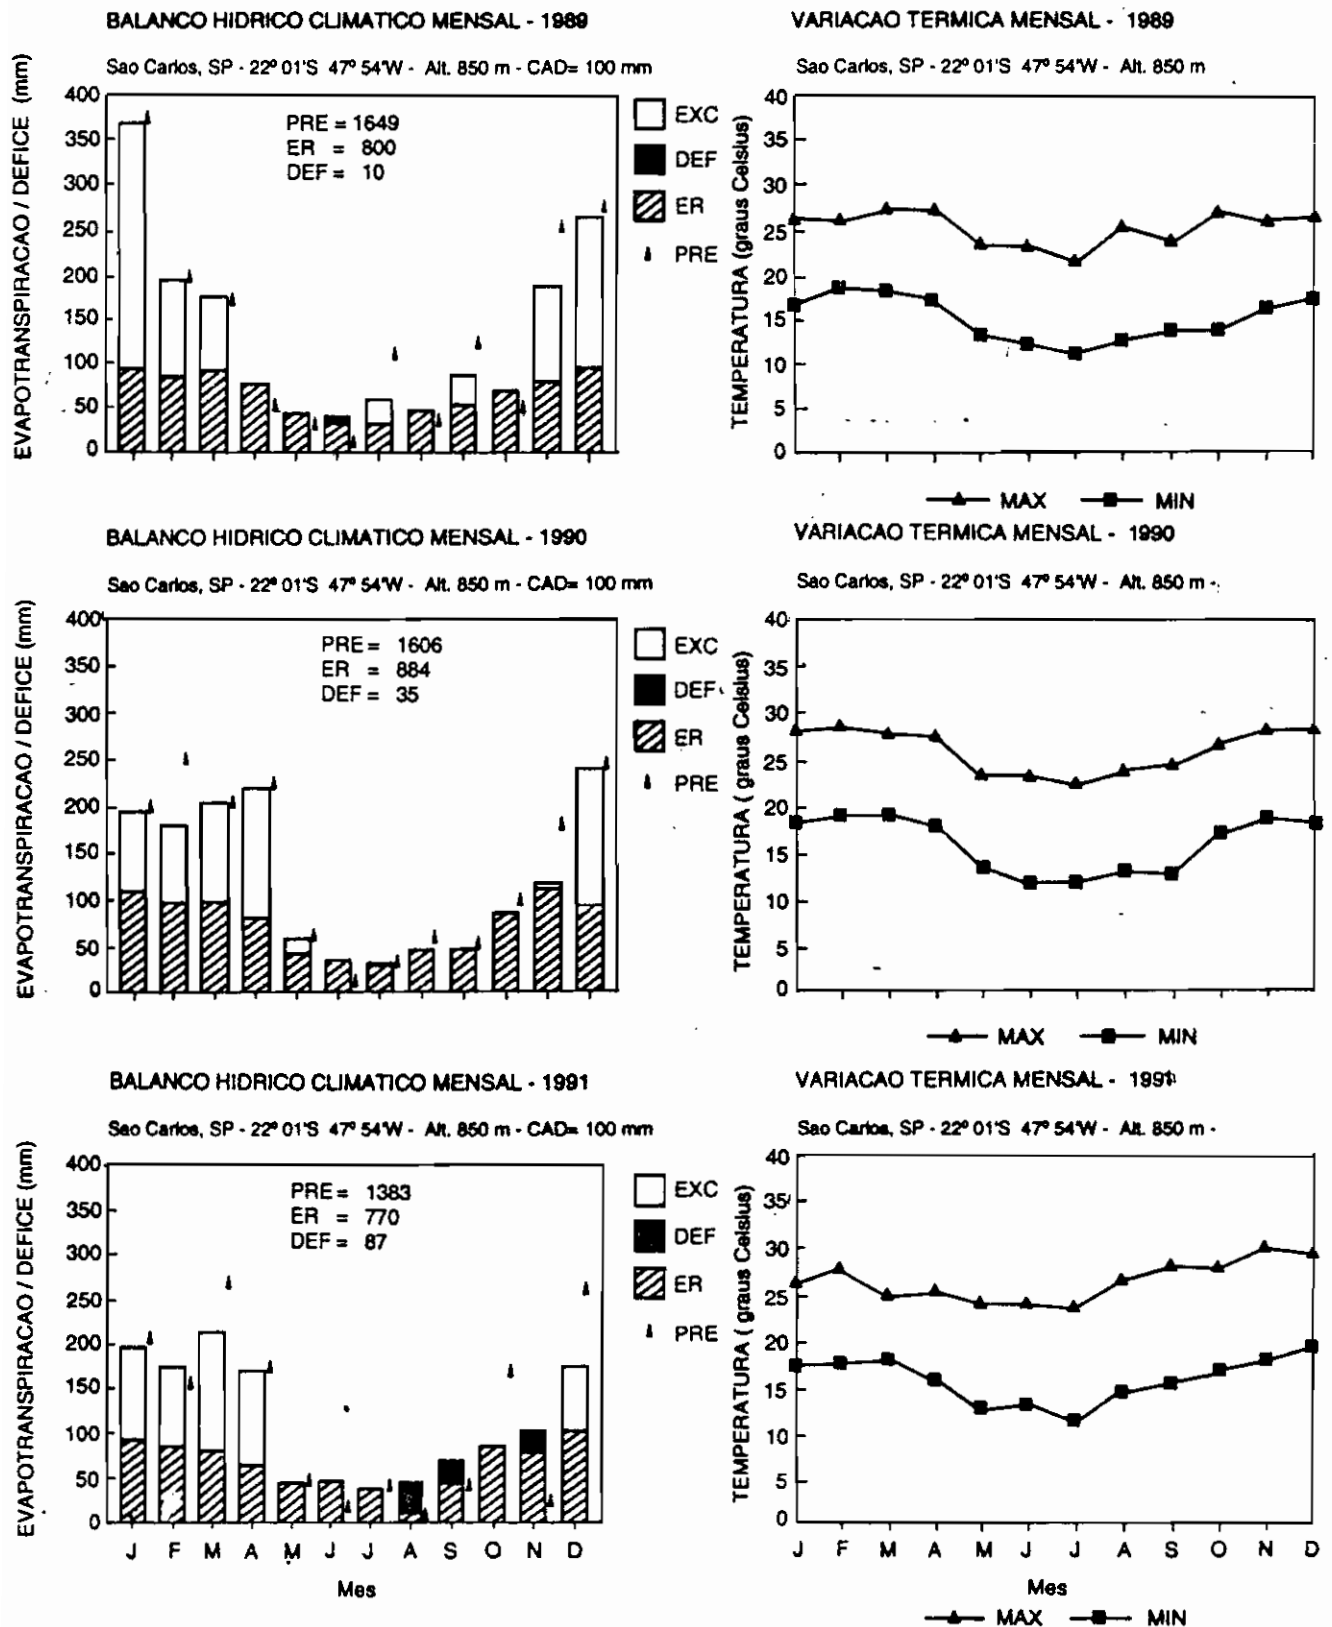 BALANCO HIDRICO CLIMATICO MENSAL - 1989
Sao Carlos, SP - 22º 01'S 47º 54'W - Alt. 850 m - CAD= 100 mm
EVAPOTRANSPIRACAO / DEFICE (mm)
400
350
300
250
200
150
100
50
0
PRE = 1649
ER = 800
DEF = 10
EXC
DEF
ER
PRE
VARIACAO TERMICA MENSAL - 1989
Sao Carlos, SP - 22º 01'S 47º 54'W - Alt. 850 m
TEMPERATURA (graus Celsius)
40
35
30
25
20
15
10
5
0
MAX MIN
BALANCO HIDRICO CLIMATICO MENSAL - 1990
Sao Carlos, SP - 22º 01'S 47º 54'W - Alt. 850 m - CAD= 100 mm
EVAPOTRANSPIRACAO / DEFICE (mm)
400
350
300
250
200
150
100
50
0
PRE = 1606
ER = 884
DEF = 35
EXC
DEF
ER
PRE
VARIACAO TERMICA MENSAL - 1990
Sao Carlos, SP - 22º 01'S 47º 54'W - Alt. 850 m -
TEMPERATURA ( graus Celsius)
40
35
30
25
20
15
10
5
0
MAX MIN
BALANCO HIDRICO CLIMATICO MENSAL - 1991
Sao Carlos, SP - 22º 01'S 47º 54'W - Alt. 850 m - CAD= 100 mm
EVAPOTRANSPIRACAO / DEFICE (mm)
400
350
300
250
200
150
100
50
0
PRE = 1383
ER = 770
DEF = 87
EXC
DEF
ER
PRE
J F M A M J J A S O N D
Mes
VARIACAO TERMICA MENSAL - 1991
Sao Carlos, SP - 22º 01'S 47º 54'W - Alt. 850 m -
TEMPERATURA ( graus Celsius)
40
35
30
25
20
15
10
5
0
J F M A M J J A S O N D
Mes
MAX MIN